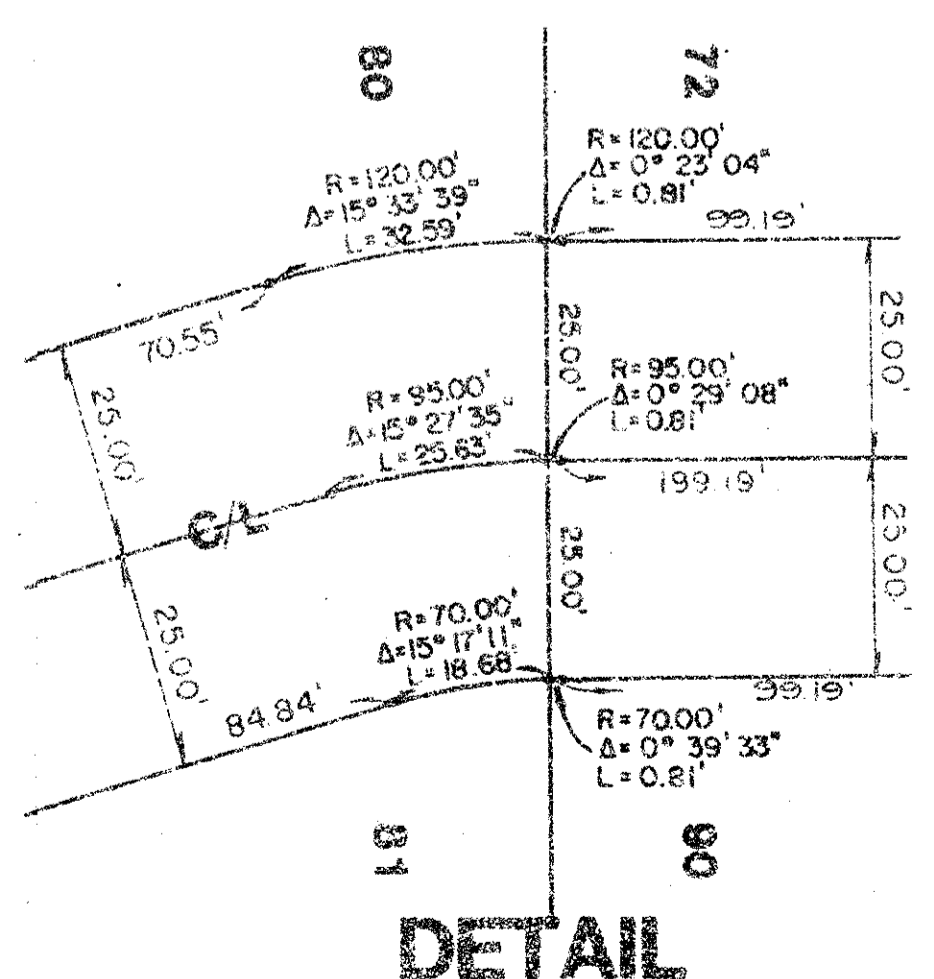 80
72
R=120.00'
Δ=15° 33' 39"
L=32.59'
R=120.00'
Δ=0° 23' 04"
L=0.81'
99.19'
70.55'
25.00'
25.00'
25.00'
R=95.00'
Δ=15° 27' 35"
L=25.63'
R=95.00'
Δ=0° 29' 08"
L=0.81'
199.19'
C/L
25.00'
25.00'
25.00'
R=70.00'
Δ=15° 17' 11"
L=18.68'
84.84'
99.19'
R=70.00'
Δ=0° 39' 33"
L=0.81'
81
90
DETAIL